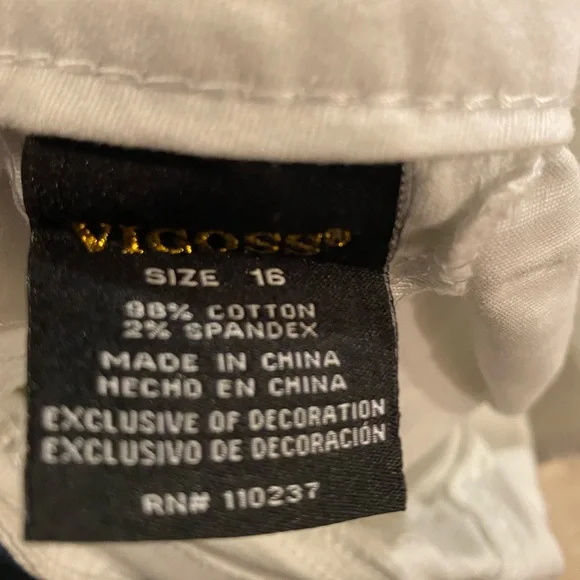 VIGOSS®
SIZE 16
98% COTTON
2% SPANDEX
MADE IN CHINA
HECHO EN CHINA
EXCLUSIVE OF DECORATION
EXCLUSIVO DE DECORACIÓN
RN# 110237